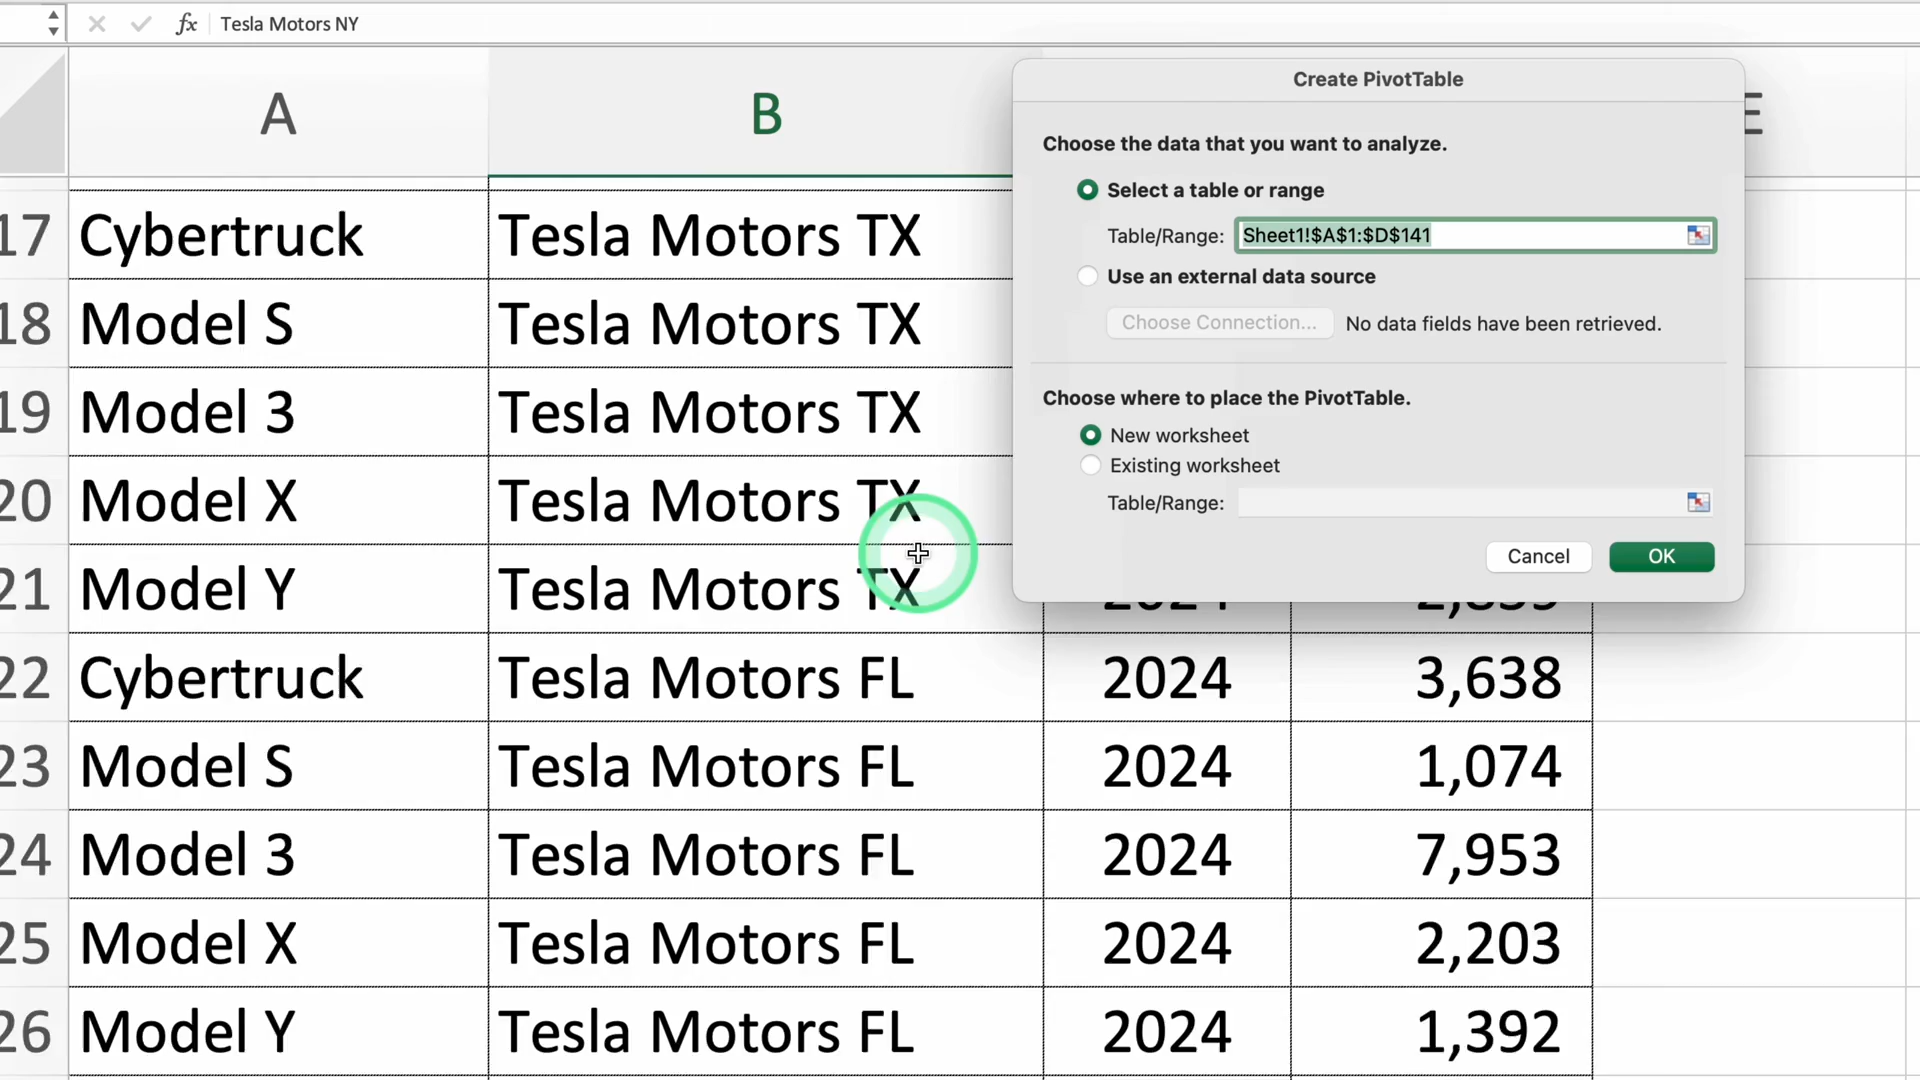 fx Tesla Motors NY
A B E
17 Cybertruck Tesla Motors TX
18 Model S Tesla Motors TX
19 Model 3 Tesla Motors TX
20 Model X Tesla Motors TX
21 Model Y Tesla Motors TX 2024
22 Cybertruck Tesla Motors FL 2024 3,638
23 Model S Tesla Motors FL 2024 1,074
24 Model 3 Tesla Motors FL 2024 7,953
25 Model X Tesla Motors FL 2024 2,203
26 Model Y Tesla Motors FL 2024 1,392
Create PivotTable
Choose the data that you want to analyze.
Select a table or range
Table/Range: Sheet1!$A$1:$D$141
Use an external data source
Choose Connection... No data fields have been retrieved.
Choose where to place the PivotTable.
New worksheet
Existing worksheet
Table/Range:
Cancel OK